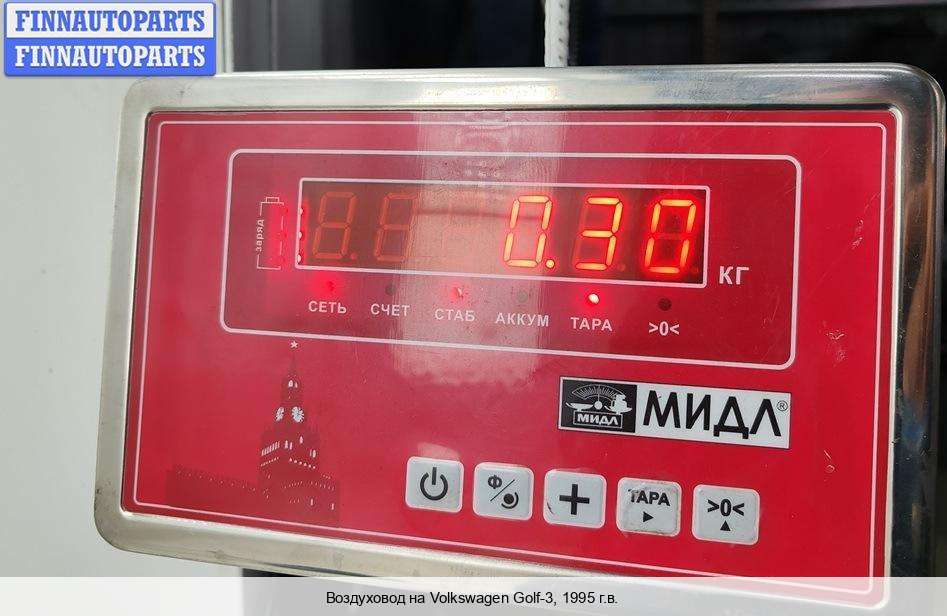 FINNAUTOPARTS
FINNAUTOPARTS
заряд
0.30
КГ
СЕТЬ СЧЕТ СТАБ АККУМ ТАРА >0<
МИДЛ МИДЛ®
Ф
ТАРА >0<
Воздуховод на Volkswagen Golf-3, 1995 г.в.